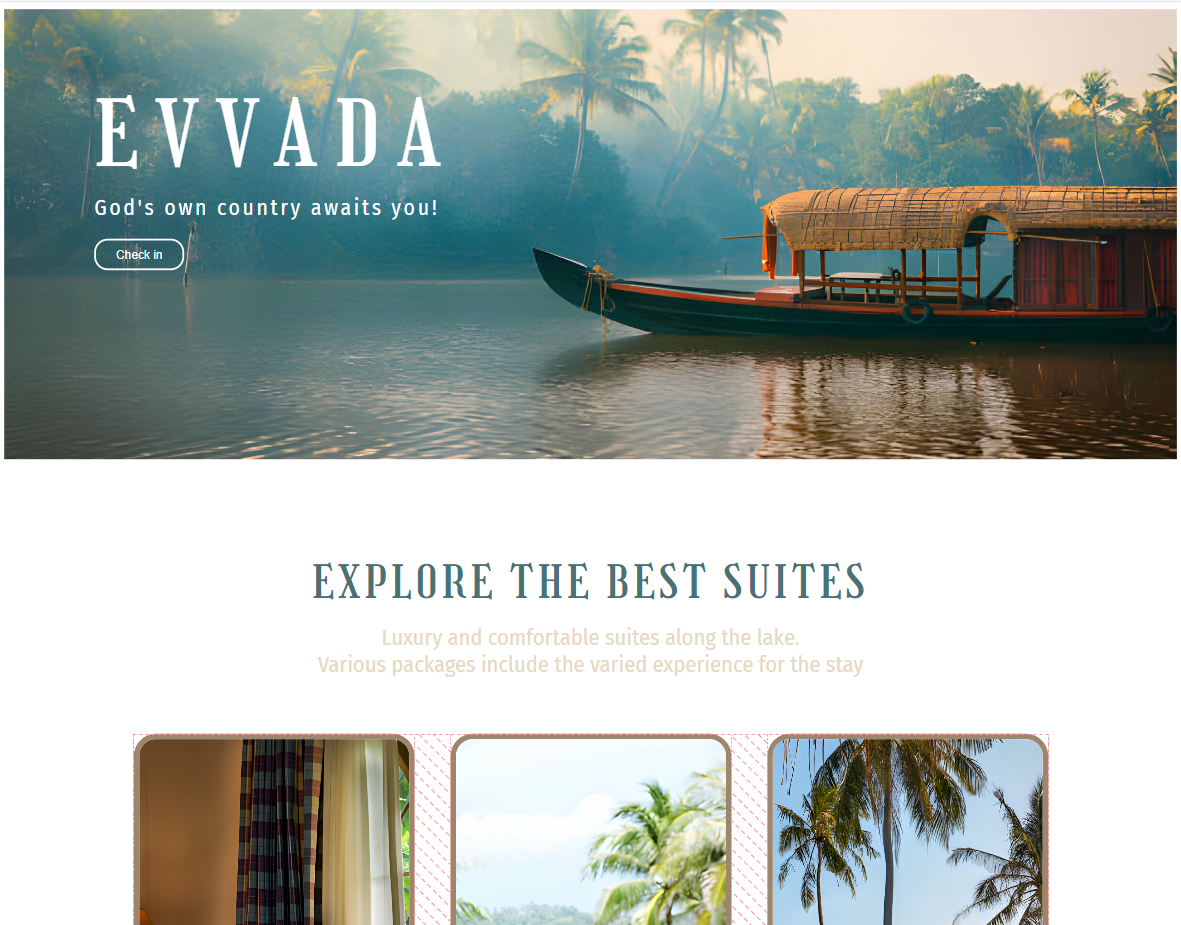 EVVADA
God's own country awaits you!
Check in
EXPLORE THE BEST SUITES
Luxury and comfortable suites along the lake.
Various packages include the varied experience for the stay